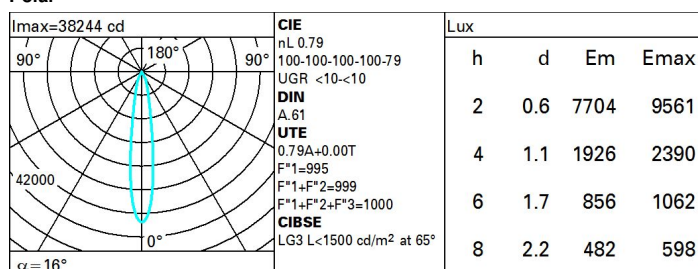 Imax=38244 cd
90°
180°
90°
42000
0°
α=16°
CIE
nL 0.79
100-100-100-100-79
UGR <10-<10
DIN
A.61
UTE
0.79A+0.00T
F"1=995
F"1+F"2=999
F"1+F"2+F"3=1000
CIBSE
LG3 L<1500 cd/m² at 65°
Lux
h d Em Emax
2 0.6 7704 9561
4 1.1 1926 2390
6 1.7 856 1062
8 2.2 482 598